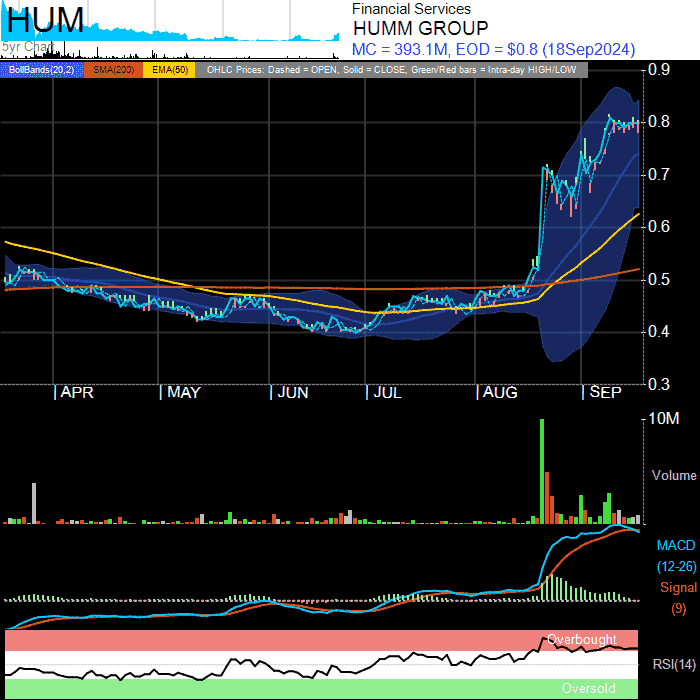 HUM
5yr Chart
Financial Services
HUMM GROUP
MC = 393.1M, EOD = $0.8 (18Sep2024)
BollBands(20,2) SMA(200) EMA(50) OHLC Prices: Dashed = OPEN, Solid = CLOSE, Green/Red bars = Intra-day HIGH/LOW
0.9
0.8
0.7
0.6
0.5
0.4
0.3
APR MAY JUN JUL AUG SEP
10M
Volume
MACD
(12-26)
Signal
(9)
Overbought
RSI(14)
Oversold